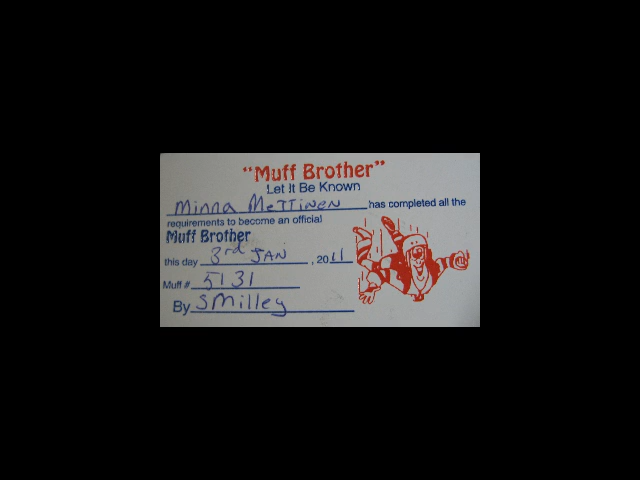 "Muff Brother"
Let It Be Known
Minna Mettinen has completed all the
requirements to become an official
Muff Brother
this day 3rd JAN, 2011
Muff # 5131
By SMilley